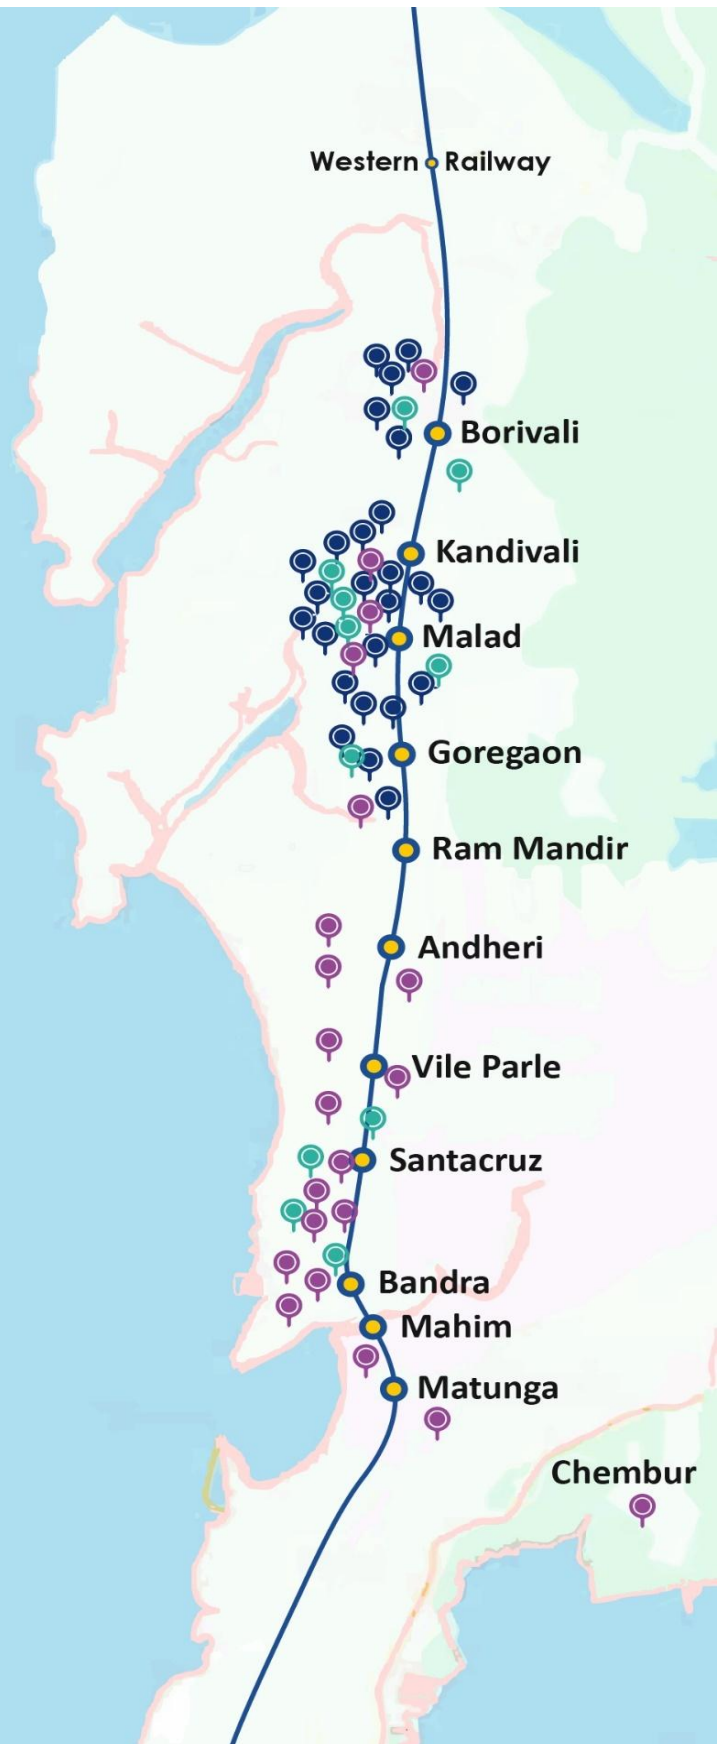 Western Railway
Borivali
Kandivali
Malad
Goregaon
Ram Mandir
Andheri
Vile Parle
Santacruz
Bandra
Mahim
Matunga
Chembur